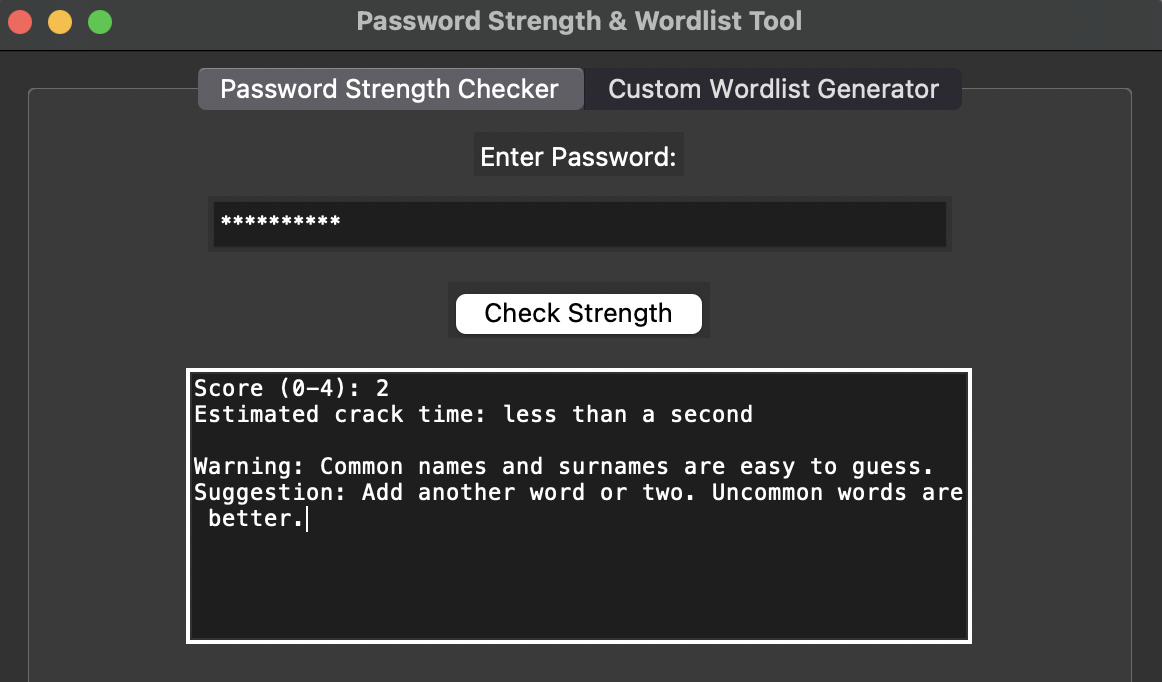 Password Strength & Wordlist Tool
Password Strength Checker
Custom Wordlist Generator
Enter Password:
**********
Check Strength
Score (0-4): 2
Estimated crack time: less than a second
Warning: Common names and surnames are easy to guess.
Suggestion: Add another word or two. Uncommon words are
better.